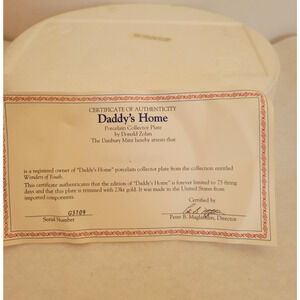 CERTIFICATE OF AUTHENTICITY
Daddy's Home
Porcelain Collector Plate
by Donald Zolan
The Danbury Mint hereby attests that
is a registered owner of "Daddy's Home" porcelain collector plate from the collection entitled
Wonders of Youth.
This certificate authenticates that the edition of "Daddy's Home" is forever limited to 75 firing
days and that this plate is trimmed with 23kt gold. It was made in the United States from
imported components.
Certified by
G3109
Serial Number
Peter B. Maglathlin, Director